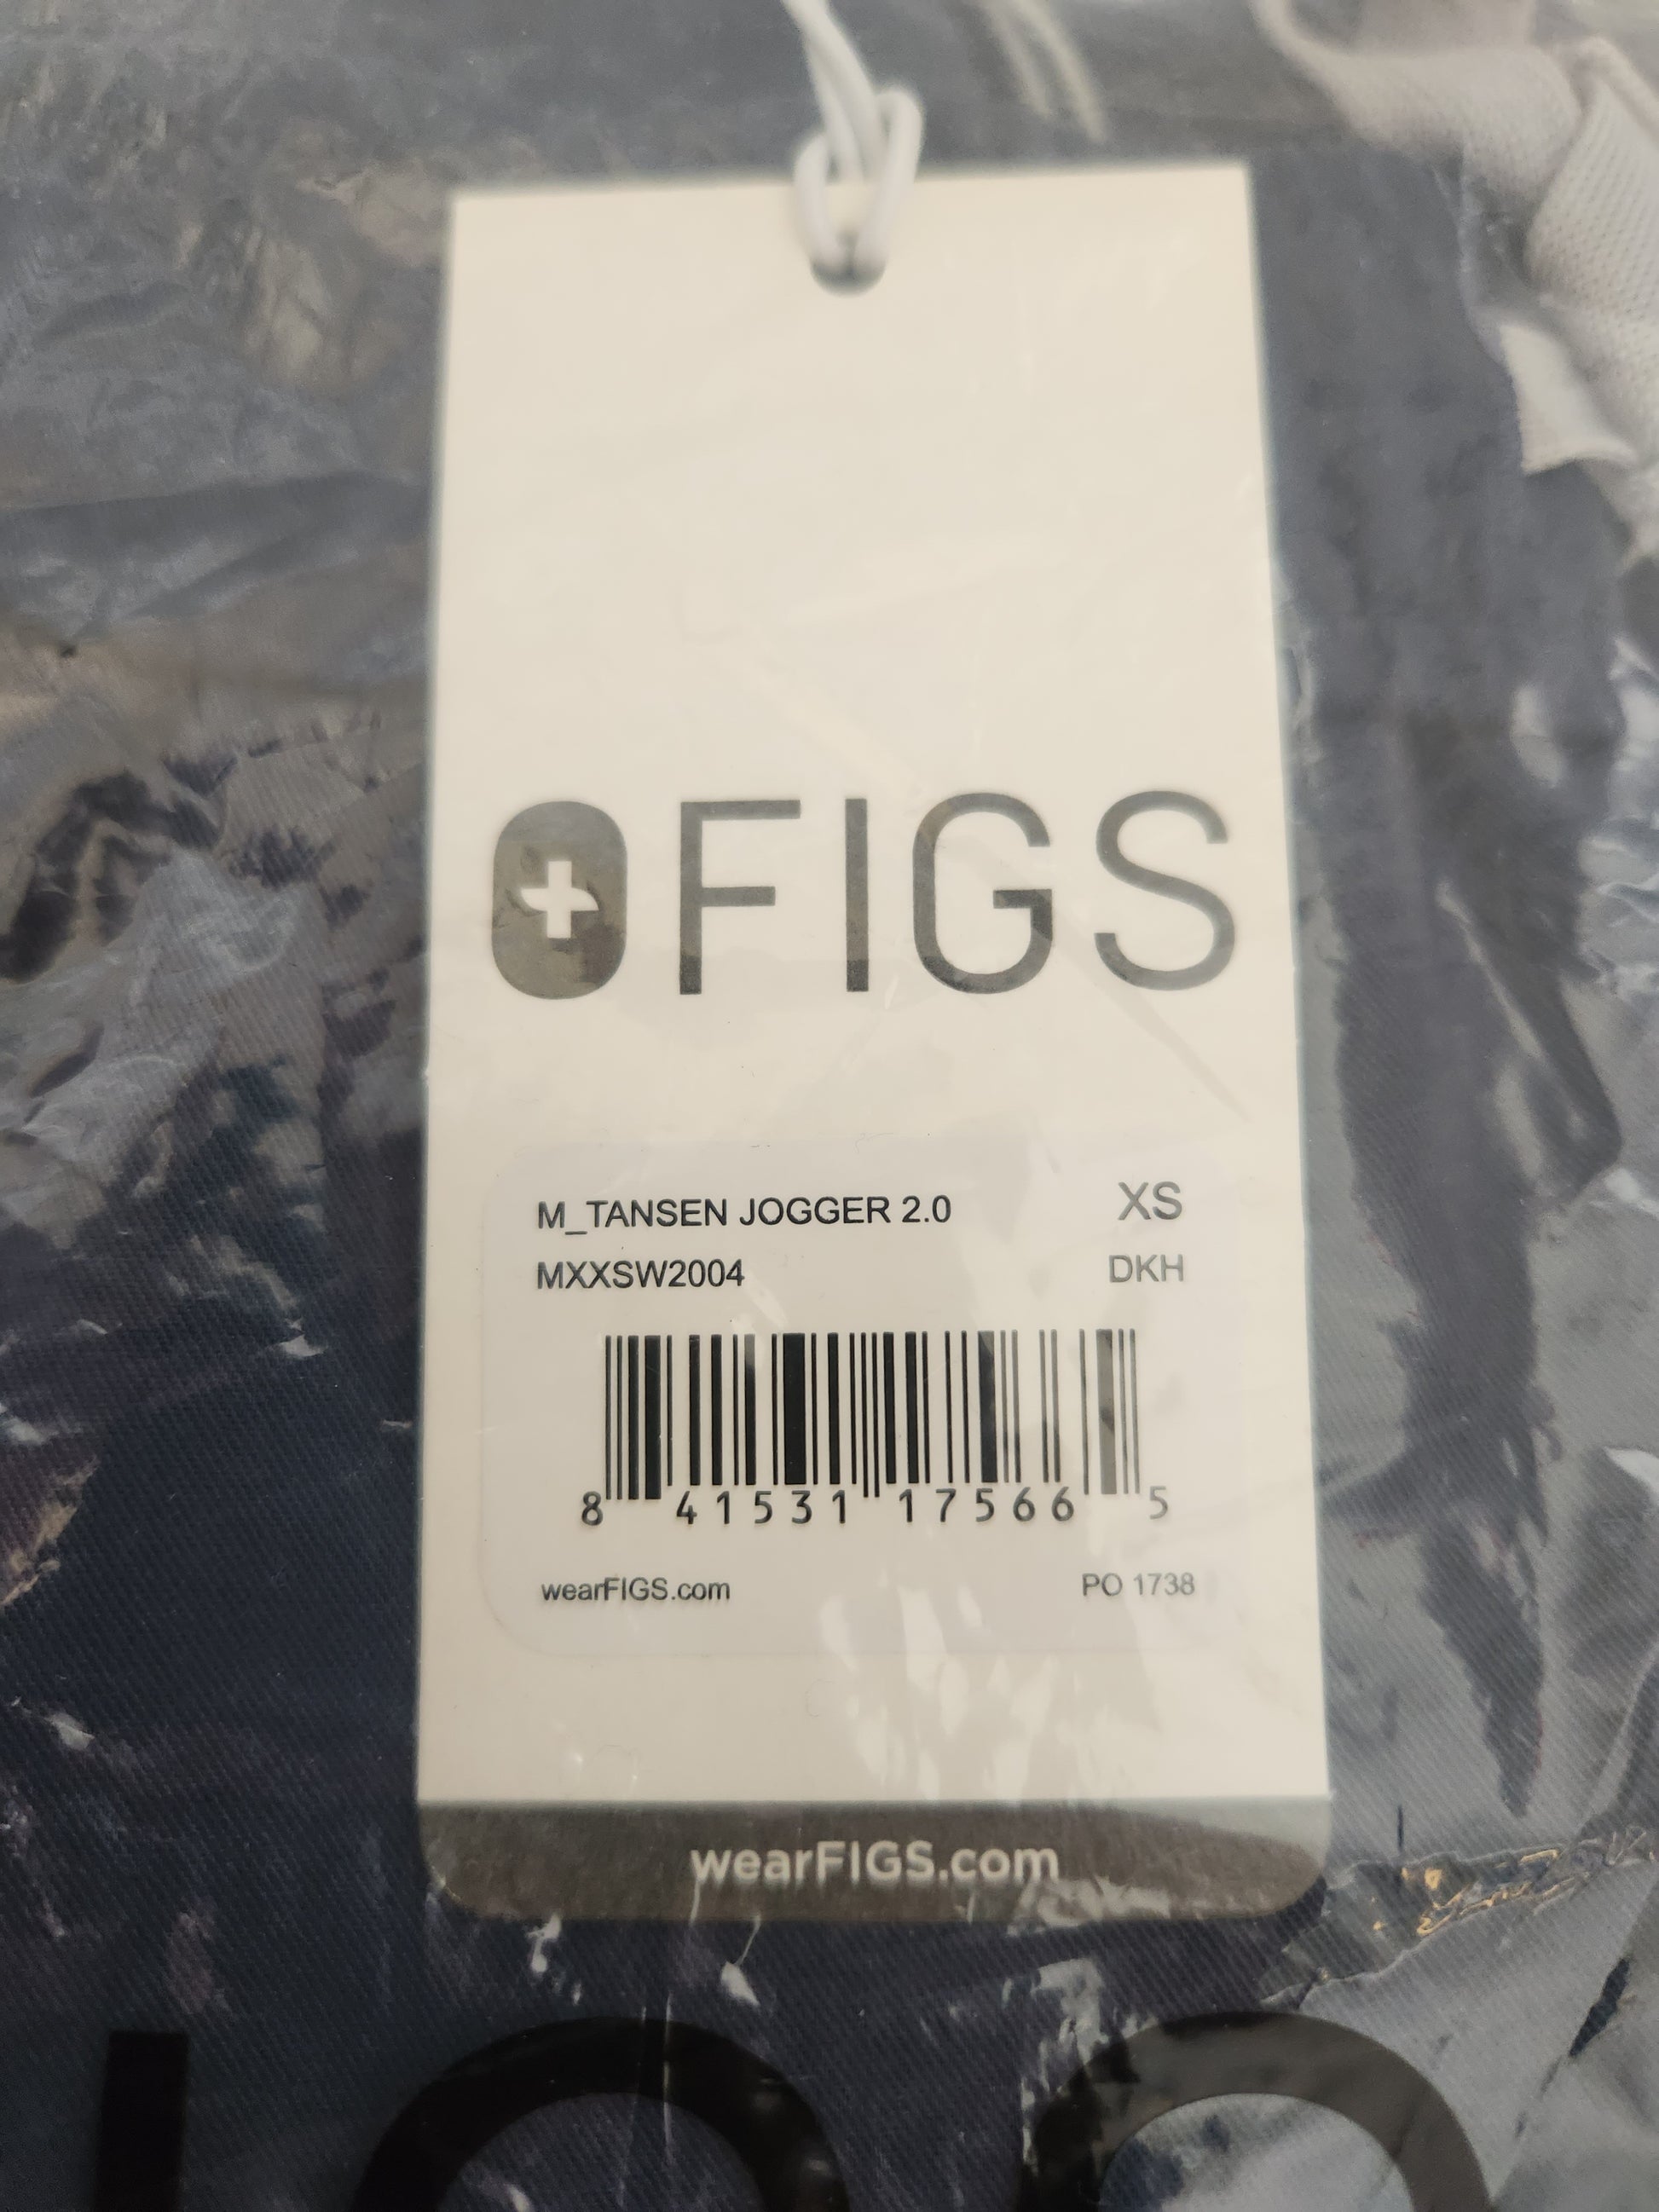 FIGS
M_TANSEN JOGGER 2.0 XS
MXXSW2004 DKH
8 41531 17566 5
wearFIGS.com PO 1738
wearFIGS.com